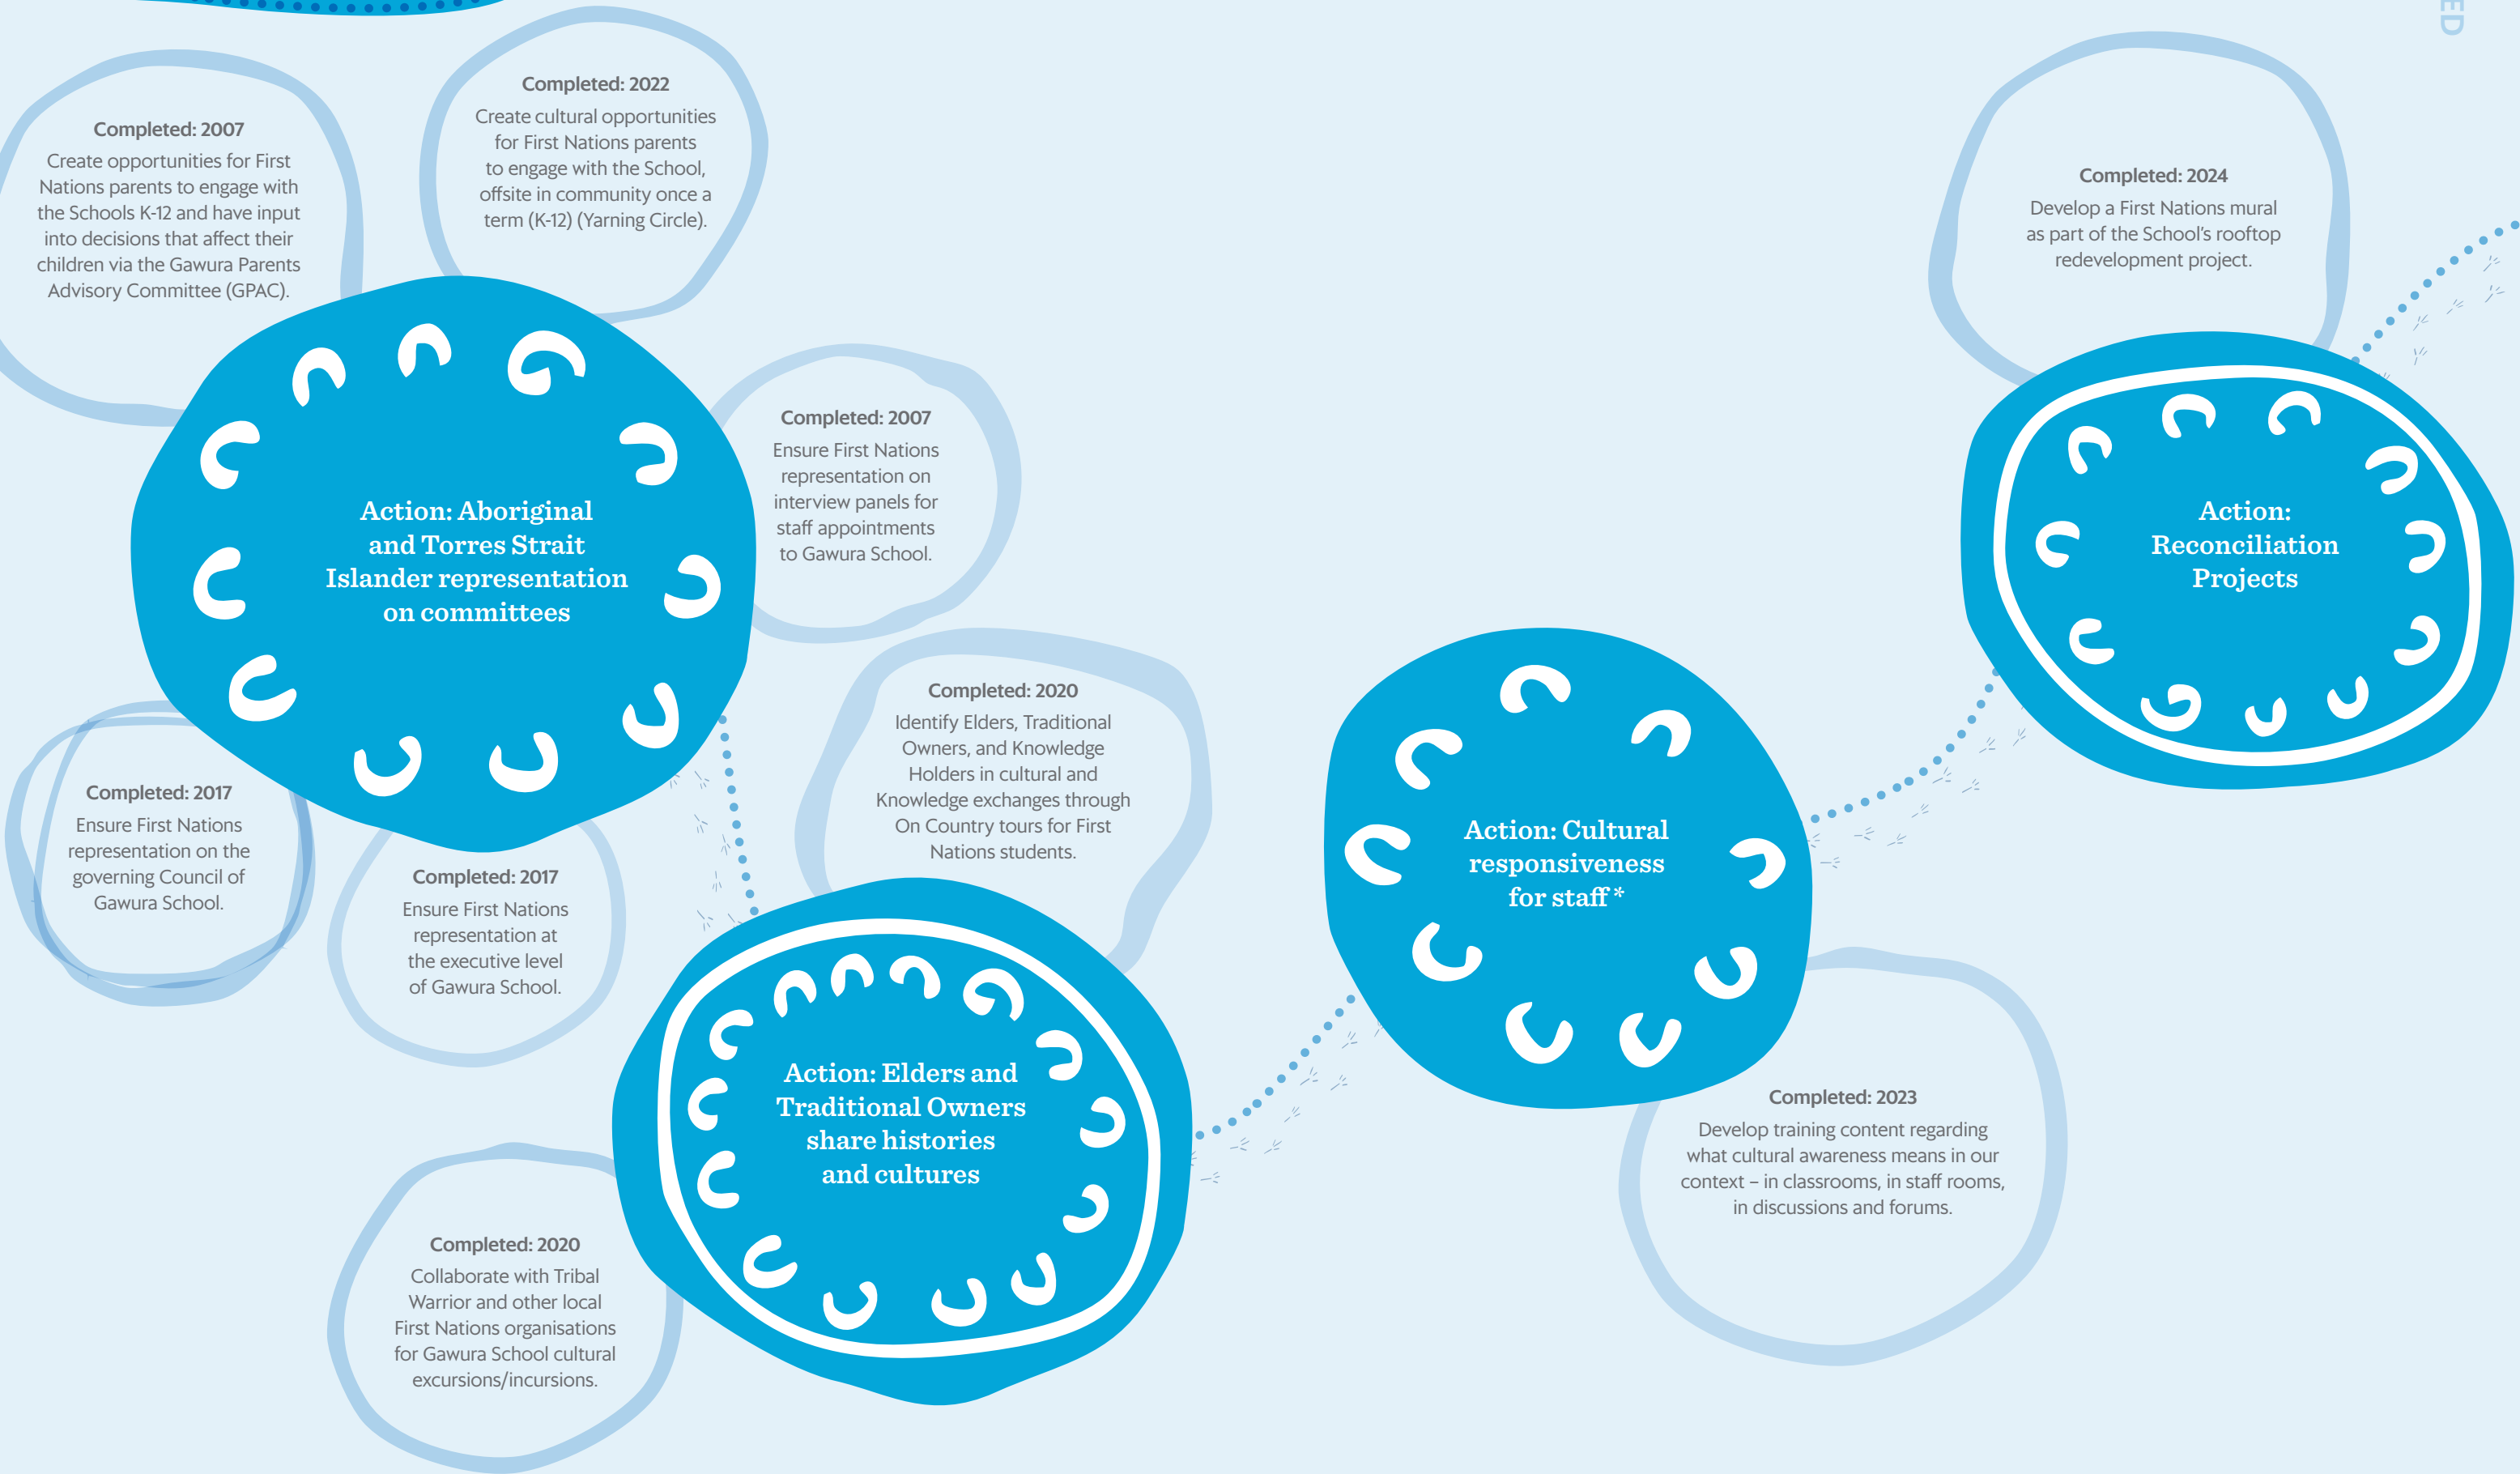 ED
Completed: 2007
Create opportunities for First
Nations parents to engage with
the Schools K-12 and have input
into decisions that affect their
children via the Gawura Parents
Advisory Committee (GPAC).
Completed: 2022
Create cultural opportunities
for First Nations parents
to engage with the School,
offsite in community once a
term (K-12) (Yarning Circle).
Completed: 2007
Ensure First Nations
representation on
interview panels for
staff appointments
to Gawura School.
Action: Aboriginal
and Torres Strait
Islander representation
on committees
Completed: 2017
Ensure First Nations
representation on the
governing Council of
Gawura School.
Completed: 2017
Ensure First Nations
representation at
the executive level
of Gawura School.
Completed: 2020
Identify Elders, Traditional
Owners, and Knowledge
Holders in cultural and
Knowledge exchanges through
On Country tours for First
Nations students.
Action: Elders and
Traditional Owners
share histories
and cultures
Completed: 2020
Collaborate with Tribal
Warrior and other local
First Nations organisations
for Gawura School cultural
excursions/incursions.
Action: Cultural
responsiveness
for staff *
Completed: 2023
Develop training content regarding
what cultural awareness means in our
context – in classrooms, in staff rooms,
in discussions and forums.
Completed: 2024
Develop a First Nations mural
as part of the School’s rooftop
redevelopment project.
Action:
Reconciliation
Projects